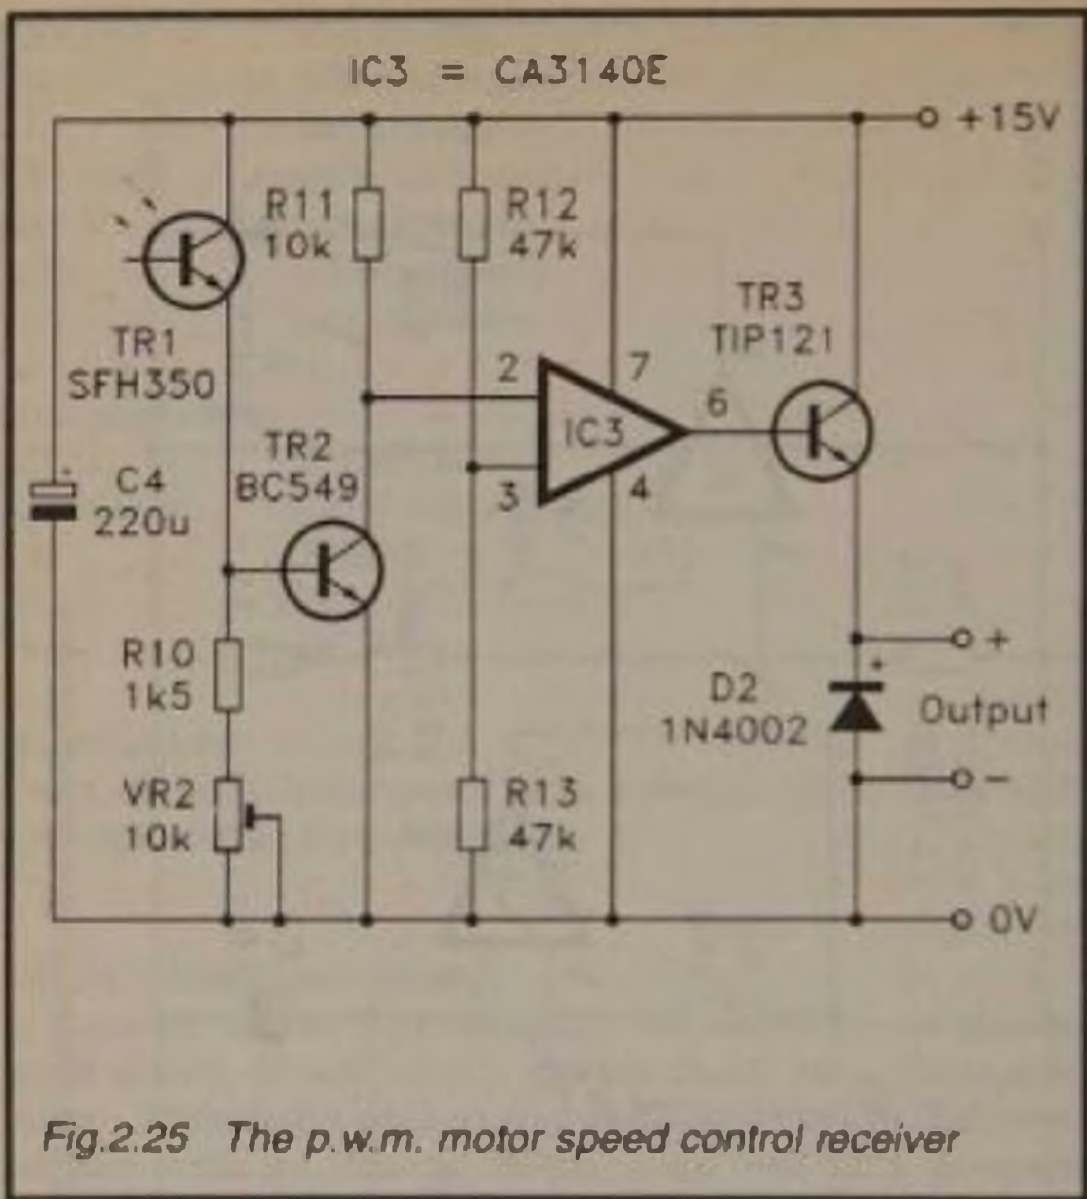 IC3 = CA3140E
+15V
R11
10k
R12
47k
TR1
SFH350
TR3
TIP121
2
7
6
IC3
3
4
C4
220u
+
TR2
BC549
R10
1k5
VR2
10k
R13
47k
D2
1N4002
+
+
Output
−
0V
Fig.2.25 The p.w.m. motor speed control receiver